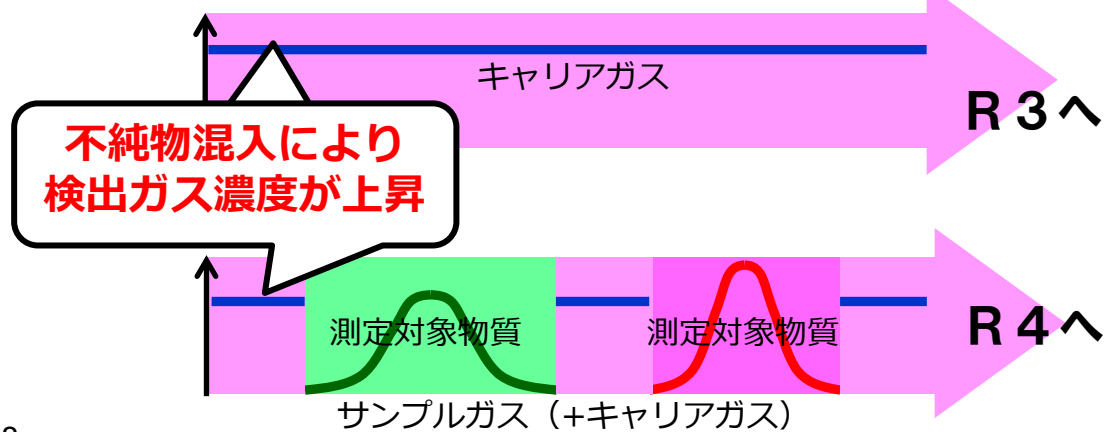 キャリアガス
R 3へ
不純物混入により
検出ガス濃度が上昇
測定対象物質
測定対象物質
R 4へ
サンプルガス（+キャリアガス）